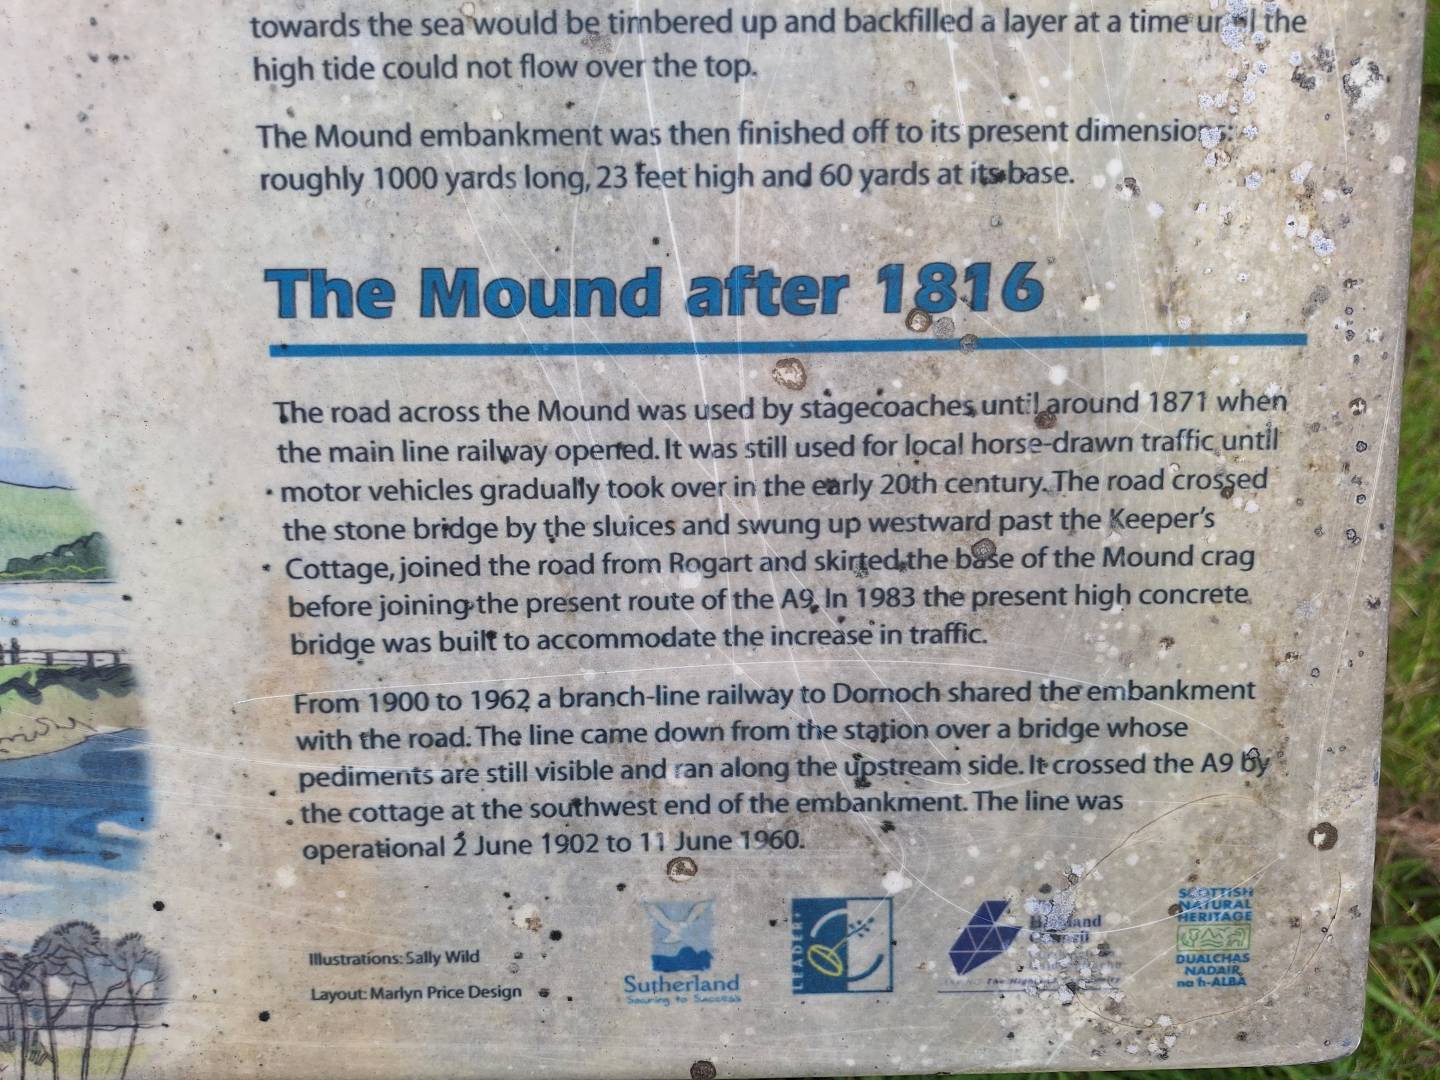 towards the sea would be timbered up and backfilled a layer at a time until the
high tide could not flow over the top.
The Mound embankment was then finished off to its present dimensions:
roughly 1000 yards long, 23 feet high and 60 yards at its base.
The Mound after 1816
The road across the Mound was used by stagecoaches until around 1871 when
the main line railway opened. It was still used for local horse-drawn traffic until
motor vehicles gradually took over in the early 20th century. The road crossed
the stone bridge by the sluices and swung up westward past the Keeper's
Cottage, joined the road from Rogart and skirted the base of the Mound crag
before joining the present route of the A9. In 1983 the present high concrete
bridge was built to accommodate the increase in traffic.
From 1900 to 1962 a branch-line railway to Dornoch shared the embankment
with the road. The line came down from the station over a bridge whose
pediments are still visible and ran along the upstream side. It crossed the A9 by
the cottage at the southwest end of the embankment. The line was
operational 2 June 1902 to 11 June 1960.
Illustrations: Sally Wild
Layout: Marlyn Price Design
Sutherland
Souring to Success
LEADER
Highland
Council
The
SCOTTISH
NATURAL
HERITAGE
DUALCHAS
NADAIR
na h-ALBA